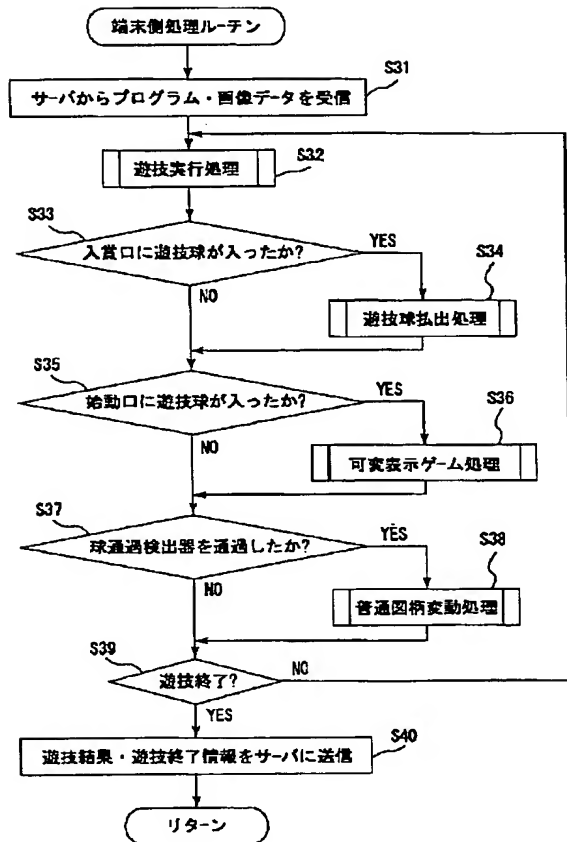 端末側処理ルーチン
S31
サーバからプログラム・画像データを受信
S32
遊技実行処理
S33
入賞口に遊技球が入ったか?
YES
S34
NO
遊技球払出処理
S35
始動口に遊技球が入ったか?
YES
S36
NO
可変表示ゲーム処理
S37
球通過検出器を通過したか?
YES
S38
NO
普通図柄変動処理
S39
遊技終了?
NO
YES
S40
遊技結果・遊技終了情報をサーバに送信
リターン